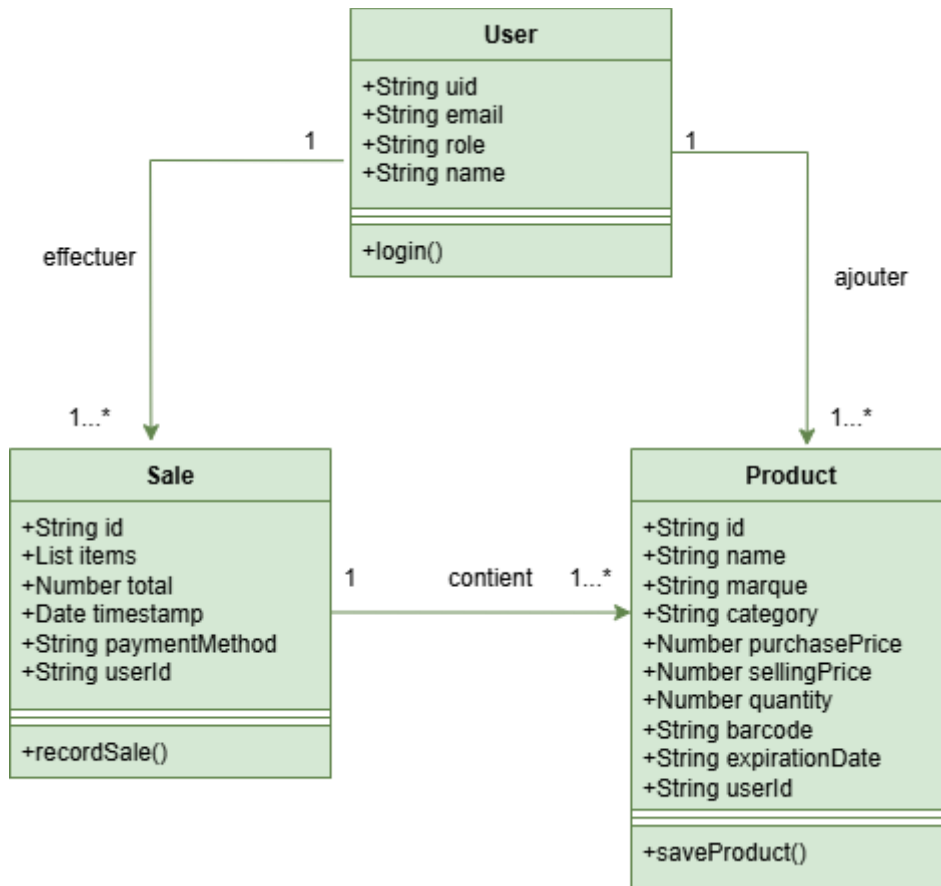 User
+String uid
+String email
+String role
+String name
+login()
1
1
effectuer
ajouter
1...*
1...*
Sale
+String id
+List items
+Number total
+Date timestamp
+String paymentMethod
+String userId
+recordSale()
1
contient
1...*
Product
+String id
+String name
+String marque
+String category
+Number purchasePrice
+Number sellingPrice
+Number quantity
+String barcode
+String expirationDate
+String userId
+saveProduct()